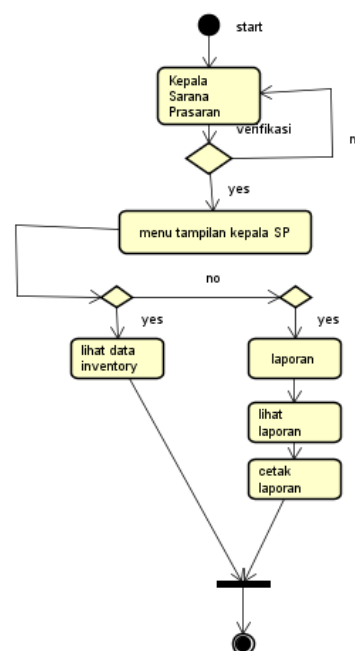 start
Kepala
Sarana
Prasaran
verifikasi
n
yes
menu tampilan kepala SP
no
yes
yes
lihat data
inventory
laporan
lihat
laporan
cetak
laporan